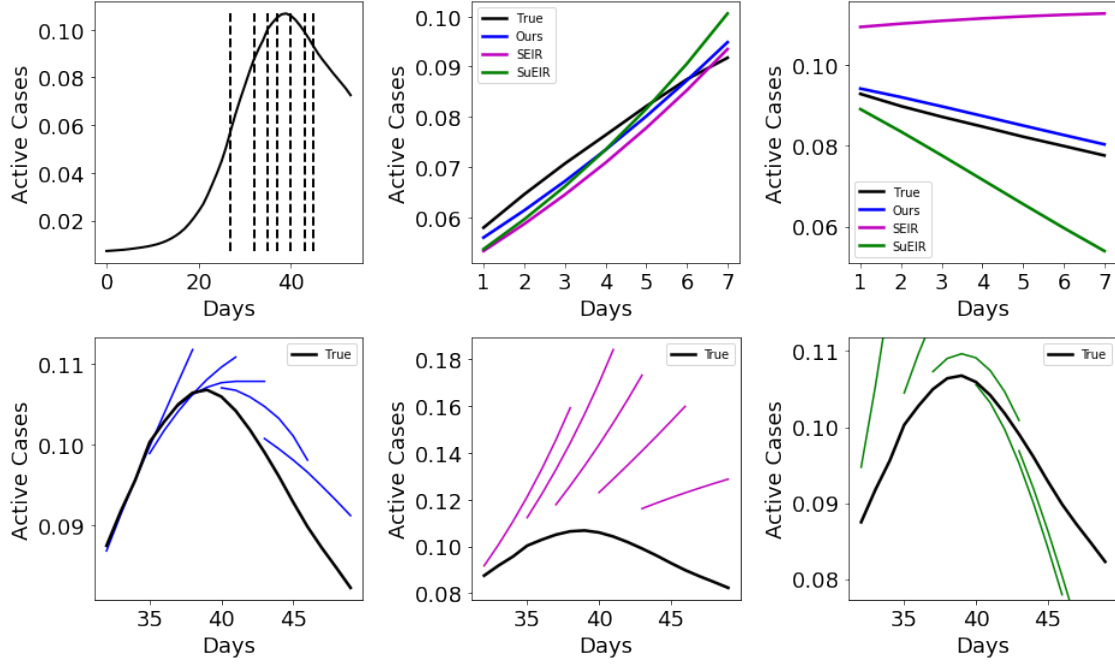 Active Cases
0.10
0.08
0.06
0.04
0.02
0
20
40
Days
Active Cases
0.10
0.09
0.08
0.07
0.06
True
Ours
SEIR
SuEIR
1 2 3 4 5 6 7
Days
Active Cases
0.10
0.08
0.06
True
Ours
SEIR
SuEIR
1 2 3 4 5 6 7
Days
Active Cases
0.11
0.10
0.09
True
35 40 45
Days
Active Cases
0.18
0.16
0.14
0.12
0.10
0.08
True
35 40 45
Days
Active Cases
0.11
0.10
0.09
0.08
True
35 40 45
Days